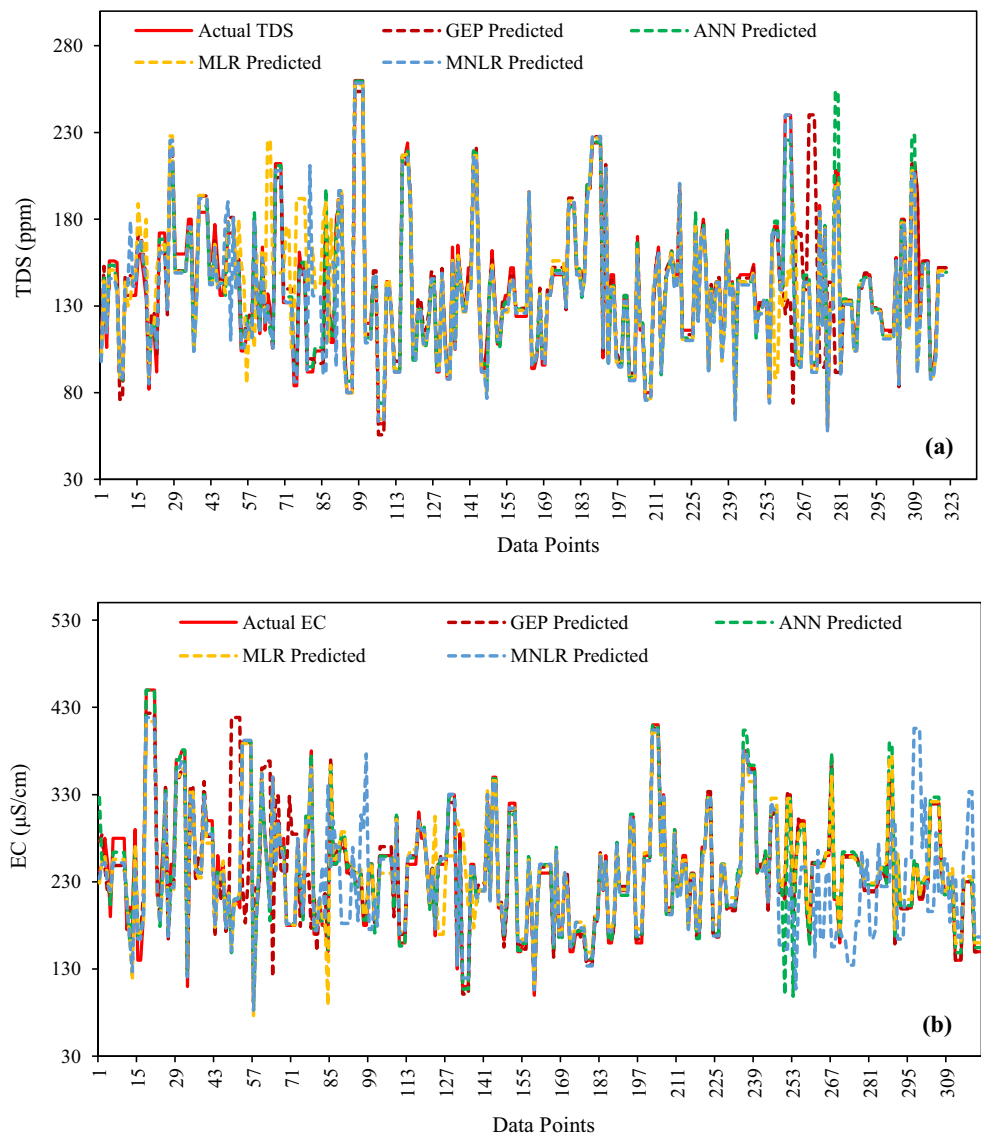 Actual TDS GEP Predicted ANN Predicted
MLR Predicted MNLR Predicted
280
230
180
130
80
30
TDS (ppm)
(a)
1 15 29 43 57 71 85 99 113 127 141 155 169 183 197 211 225 239 253 267 281 295 309 323
Data Points
Actual EC GEP Predicted ANN Predicted
MLR Predicted MNLR Predicted
530
430
330
230
130
30
EC (µS/cm)
(b)
1 15 29 43 57 71 85 99 113 127 141 155 169 183 197 211 225 239 253 267 281 295 309
Data Points